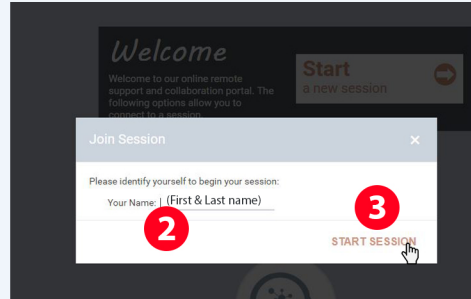 Welcome
Welcome to our online remote
support and collaboration portal. The
following options allow you to
connect to a session.
Start
a new session
Join Session
×
Please identify yourself to begin your session:
Your Name: | (First & Last name)
2
3
START SESSION